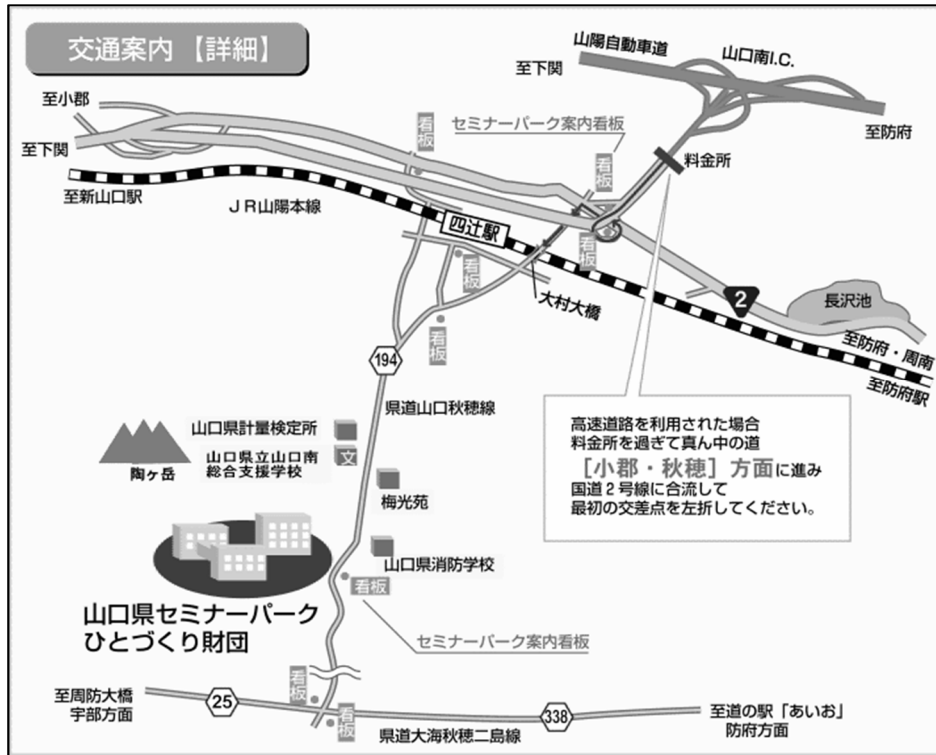 交通案内 【詳細】
山陽自動車道
山口南I.C.
至下関
至防府
至小郡
至下関
看板
セミナーパーク案内看板
看板
料金所
至新山口駅
JR山陽本線
四辻駅
看板
看板
大村大橋
2
長沢池
至防府・周南
至防府駅
看板
194
県道山口秋穂線
高速道路を利用された場合
料金所を過ぎて真ん中の道
[小郡・秋穂] 方面に進み
国道2号線に合流して
最初の交差点を左折してください。
陶ヶ岳
山口県計量検定所
山口県立山口南
総合支援学校
文
梅光苑
山口県消防学校
看板
山口県セミナーパーク
ひとづくり財団
セミナーパーク案内看板
看板
至周防大橋
宇部方面
25
看板
県道大海秋穂二島線
338
至道の駅「あいお」
防府方面